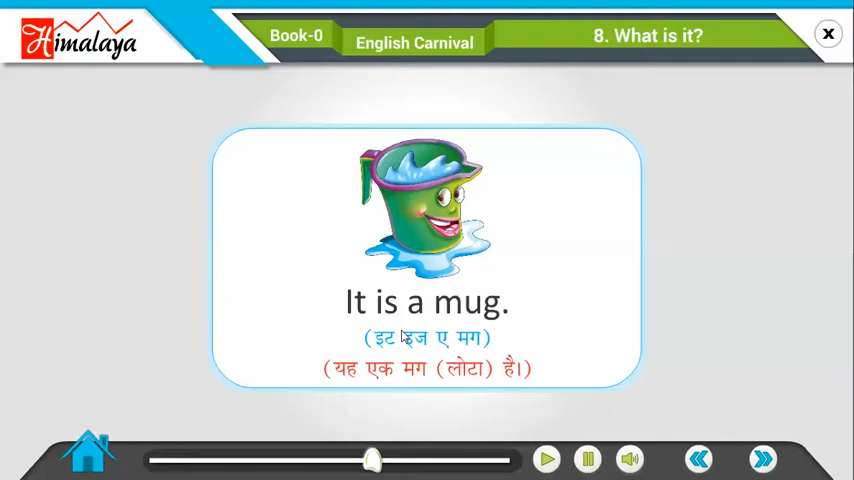 Himalaya
Book-0
English Carnival
8. What is it?
X
It is a mug.
(इट इज ए मग)
(यह एक मग (लोटा) है।)